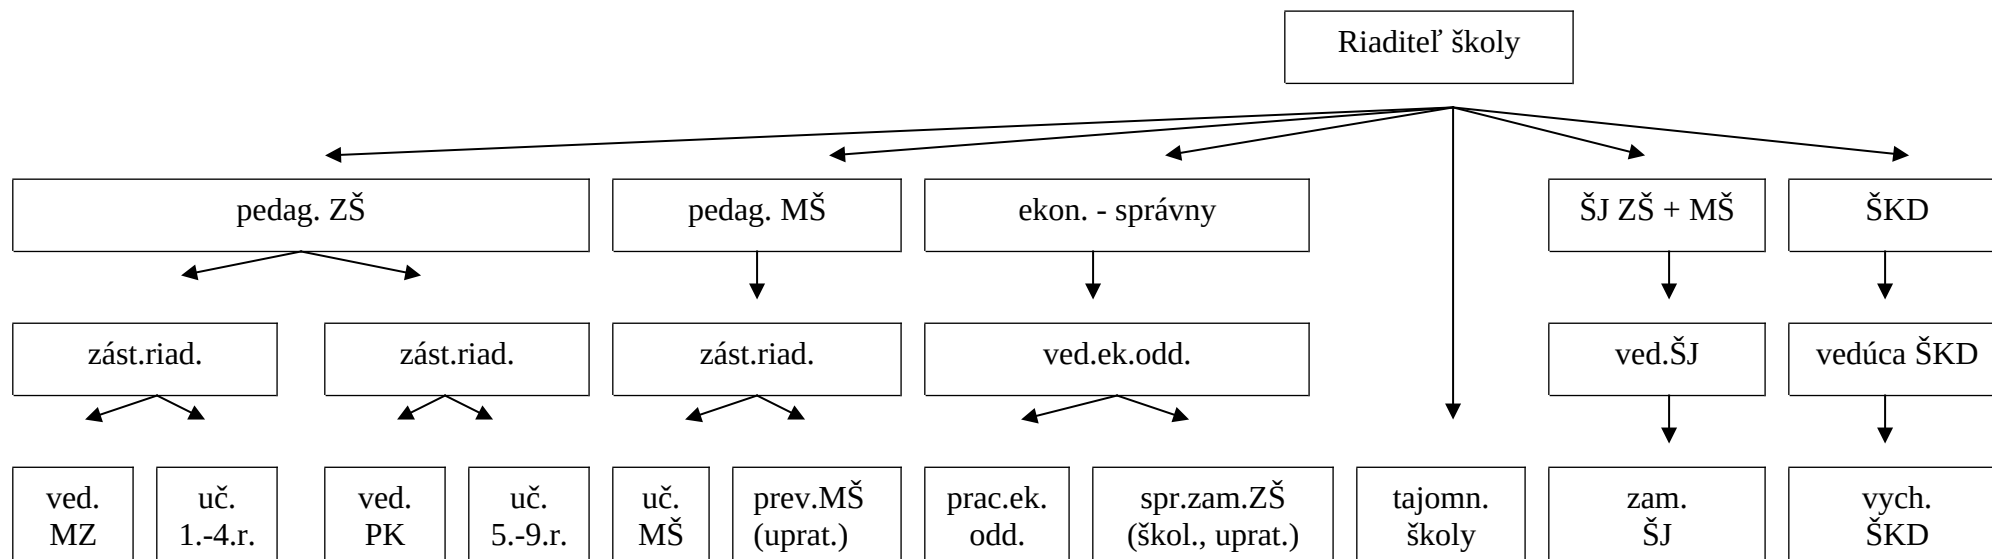 Riaditeľ školy
pedag. ZŠ
pedag. MŠ
ekon. - správny
ŠJ ZŠ + MŠ
ŠKD
zást.riad.
zást.riad.
zást.riad.
ved.ek.odd.
ved.ŠJ
vedúca ŠKD
ved.
MZ
uč.
1.-4.r.
ved.
PK
uč.
5.-9.r.
uč.
MŠ
prev.MŠ
(uprat.)
prac.ek.
odd.
spr.zam.ZŠ
(škol., uprat.)
tajomn.
školy
zam.
ŠJ
vych.
ŠKD